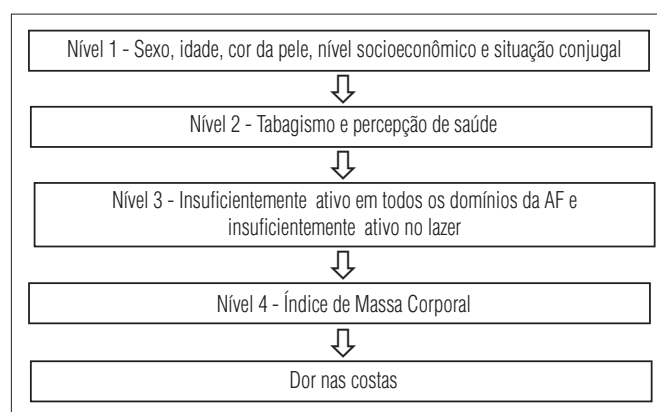 Nível 1 - Sexo, idade, cor da pele, nível socioeconômico e situação conjugal
Nível 2 - Tabagismo e percepção de saúde
Nível 3 - Insuficientemente ativo em todos os domínios da AF e
insuficientemente ativo no lazer
Nível 4 - Índice de Massa Corporal
Dor nas costas